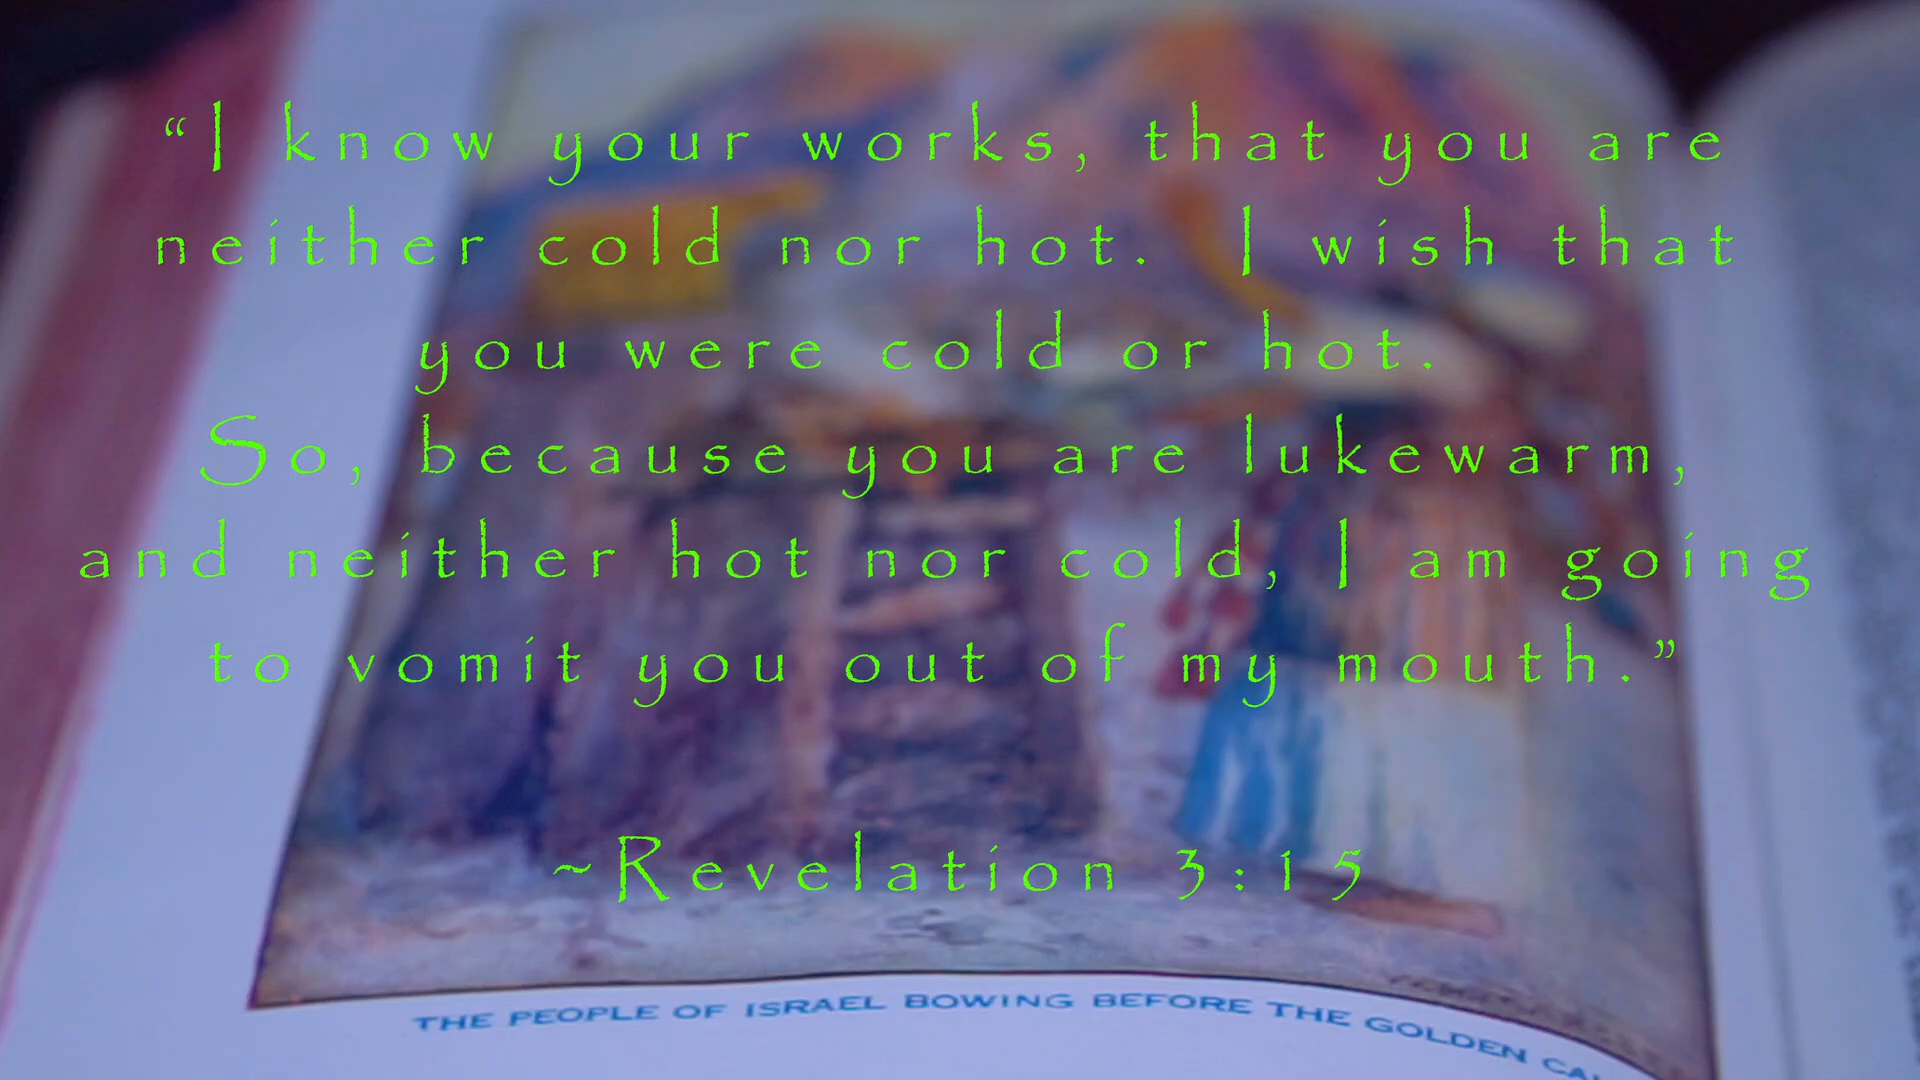 “I know your works, that you are
neither cold nor hot. I wish that
you were cold or hot.
So, because you are lukewarm,
and neither hot nor cold, I am going
to vomit you out of my mouth.”
~Revelation 3:15
THE PEOPLE OF ISRAEL BOWING BEFORE THE GOLDEN